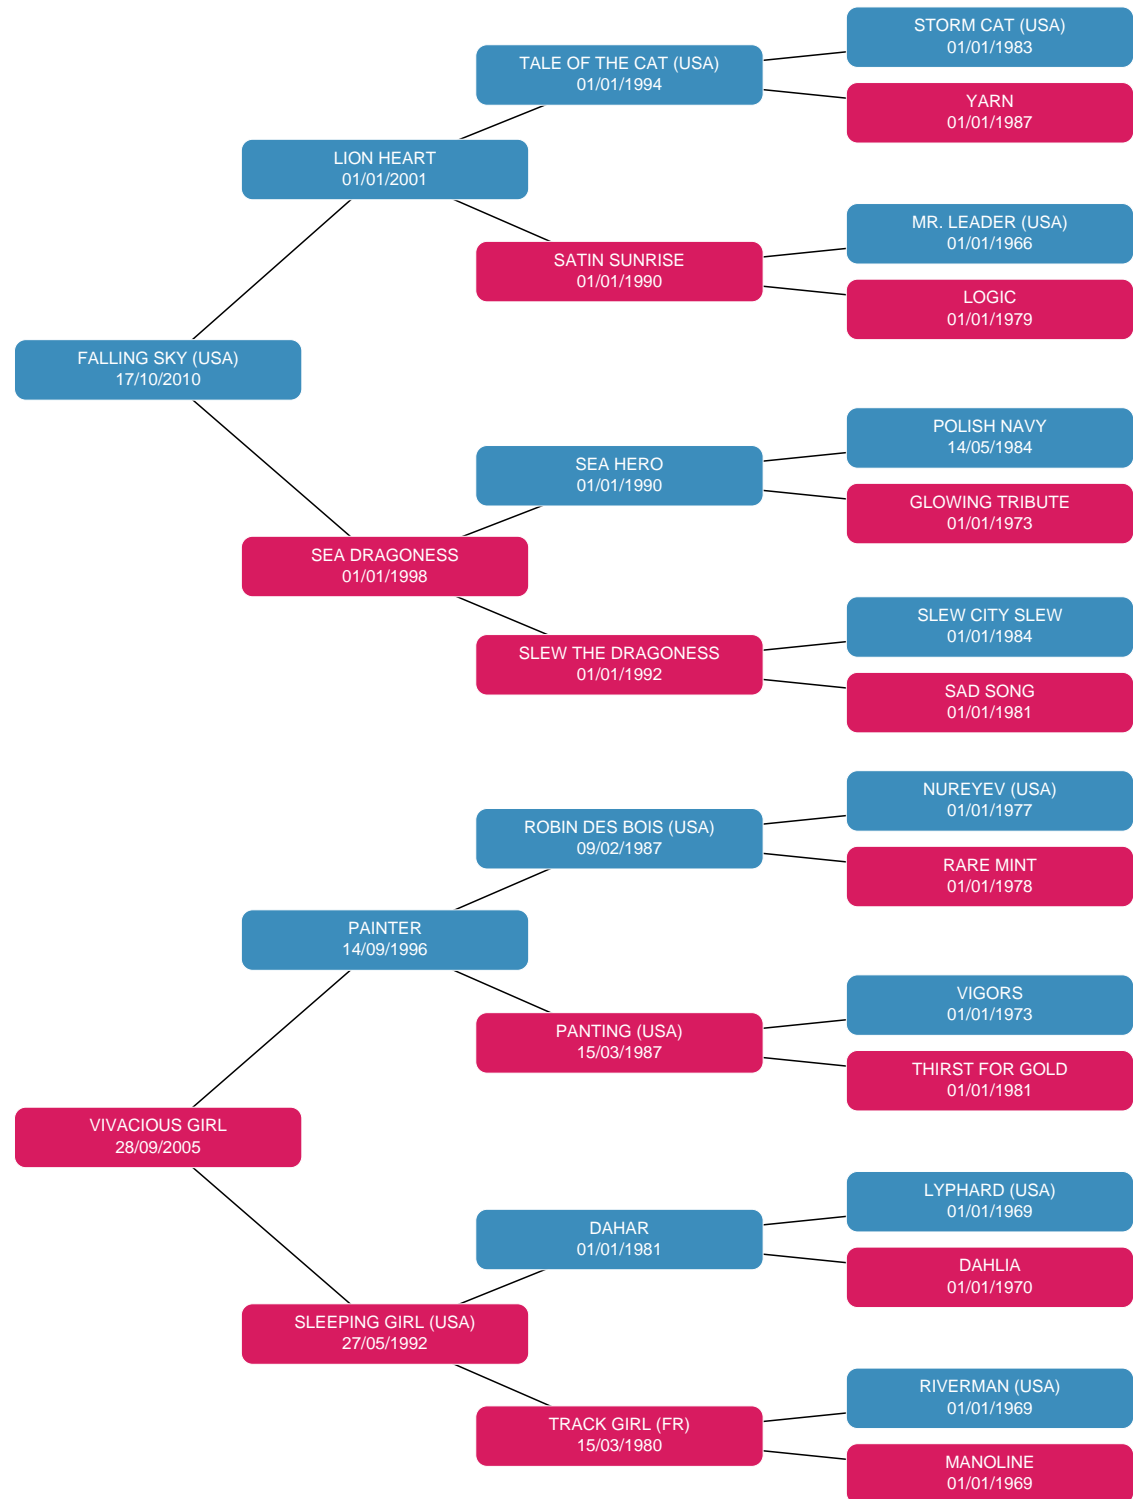 STORM CAT (USA)
01/01/1983
TALE OF THE CAT (USA)
01/01/1994
YARN
01/01/1987
LION HEART
01/01/2001
MR. LEADER (USA)
01/01/1966
SATIN SUNRISE
01/01/1990
LOGIC
01/01/1979
FALLING SKY (USA)
17/10/2010
POLISH NAVY
14/05/1984
SEA HERO
01/01/1990
GLOWING TRIBUTE
01/01/1973
SEA DRAGONESS
01/01/1998
SLEW CITY SLEW
01/01/1984
SLEW THE DRAGONESS
01/01/1992
SAD SONG
01/01/1981
NUREYEV (USA)
01/01/1977
ROBIN DES BOIS (USA)
09/02/1987
RARE MINT
01/01/1978
PAINTER
14/09/1996
VIGORS
01/01/1973
PANTING (USA)
15/03/1987
THIRST FOR GOLD
01/01/1981
VIVACIOUS GIRL
28/09/2005
LYPHARD (USA)
01/01/1969
DAHAR
01/01/1981
DAHLIA
01/01/1970
SLEEPING GIRL (USA)
27/05/1992
RIVERMAN (USA)
01/01/1969
TRACK GIRL (FR)
15/03/1980
MANOLINE
01/01/1969